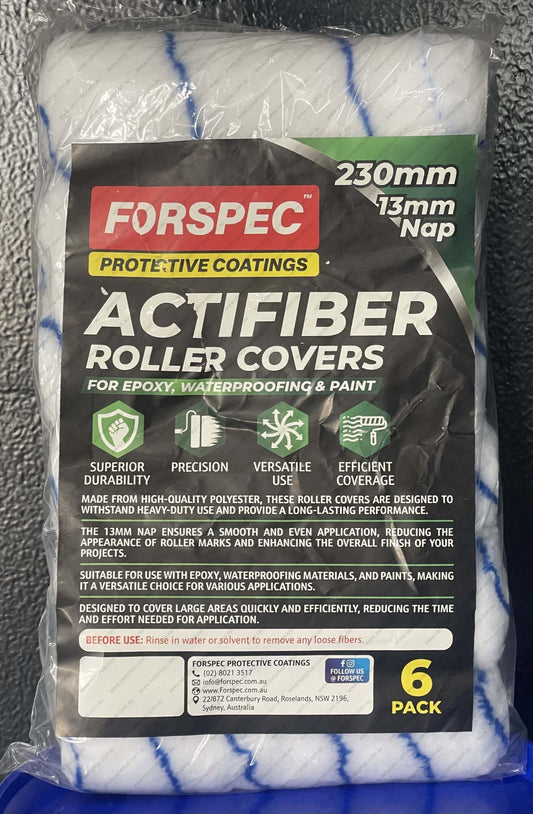 230mm
13mm
Nap
FORSPEC™
PROTECTIVE COATINGS
ACTIFIBER
ROLLER COVERS
FOR EPOXY, WATERPROOFING & PAINT
SUPERIOR
DURABILITY
PRECISION
VERSATILE
USE
EFFICIENT
COVERAGE
MADE FROM HIGH-QUALITY POLYESTER, THESE ROLLER COVERS ARE DESIGNED TO
WITHSTAND HEAVY-DUTY USE AND PROVIDE A LONG-LASTING PERFORMANCE.
THE 13MM NAP ENSURES A SMOOTH AND EVEN APPLICATION, REDUCING THE
APPEARANCE OF ROLLER MARKS AND ENHANCING THE OVERALL FINISH OF YOUR
PROJECTS.
SUITABLE FOR USE WITH EPOXY, WATERPROOFING MATERIALS, AND PAINTS, MAKING
IT A VERSATILE CHOICE FOR VARIOUS APPLICATIONS.
DESIGNED TO COVER LARGE AREAS QUICKLY AND EFFICIENTLY, REDUCING THE TIME
AND EFFORT NEEDED FOR APPLICATION.
BEFORE USE: Rinse in water or solvent to remove any loose fibers.
FORSPEC PROTECTIVE COATINGS
(02) 8021 3517
info@forspec.com.au
www.Forspec.com.au
22/872 Canterbury Road, Roselands, NSW 2196,
Sydney, Australia
FOLLOW US
@ FORSPEC
6
PACK